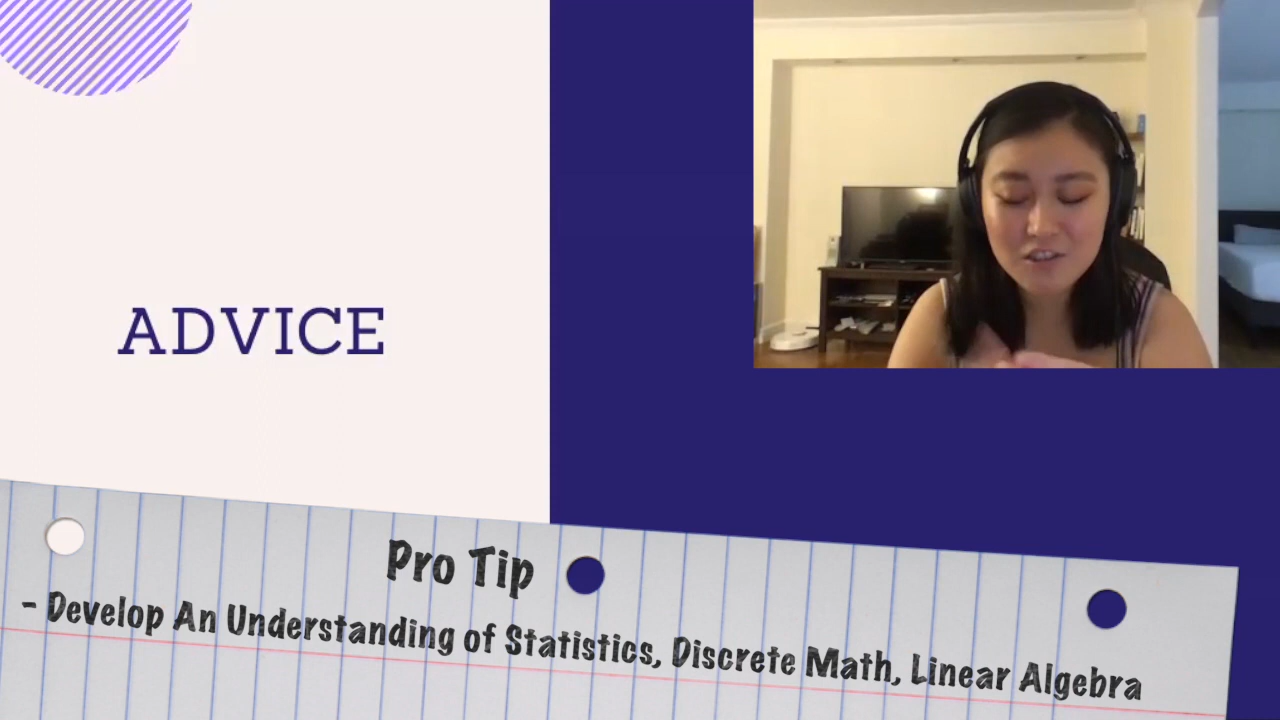 ADVICE
Pro Tip
- Develop An Understanding of Statistics, Discrete Math, Linear Algebra